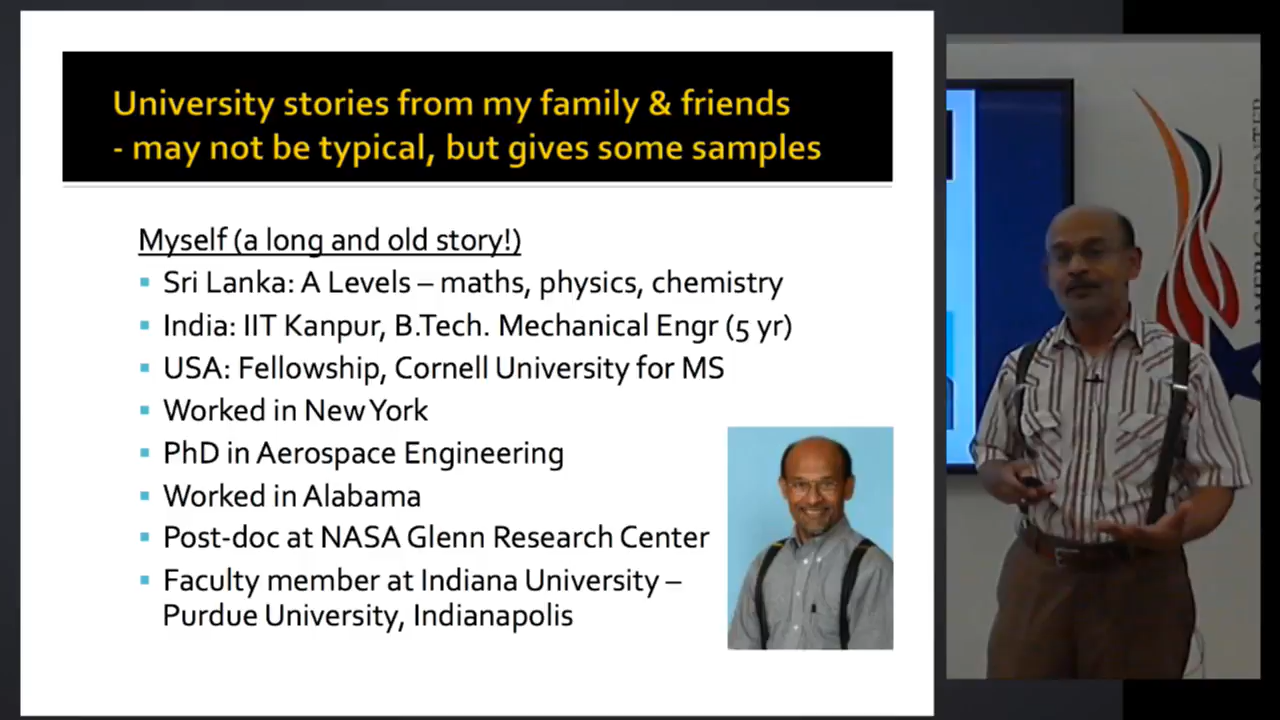 University stories from my family & friends
- may not be typical, but gives some samples
Myself (a long and old story!)
Sri Lanka: A Levels – maths, physics, chemistry
India: IIT Kanpur, B.Tech. Mechanical Engr (5 yr)
USA: Fellowship, Cornell University for MS
Worked in New York
PhD in Aerospace Engineering
Worked in Alabama
Post-doc at NASA Glenn Research Center
Faculty member at Indiana University –
Purdue University, Indianapolis
AMERICAN CENTER